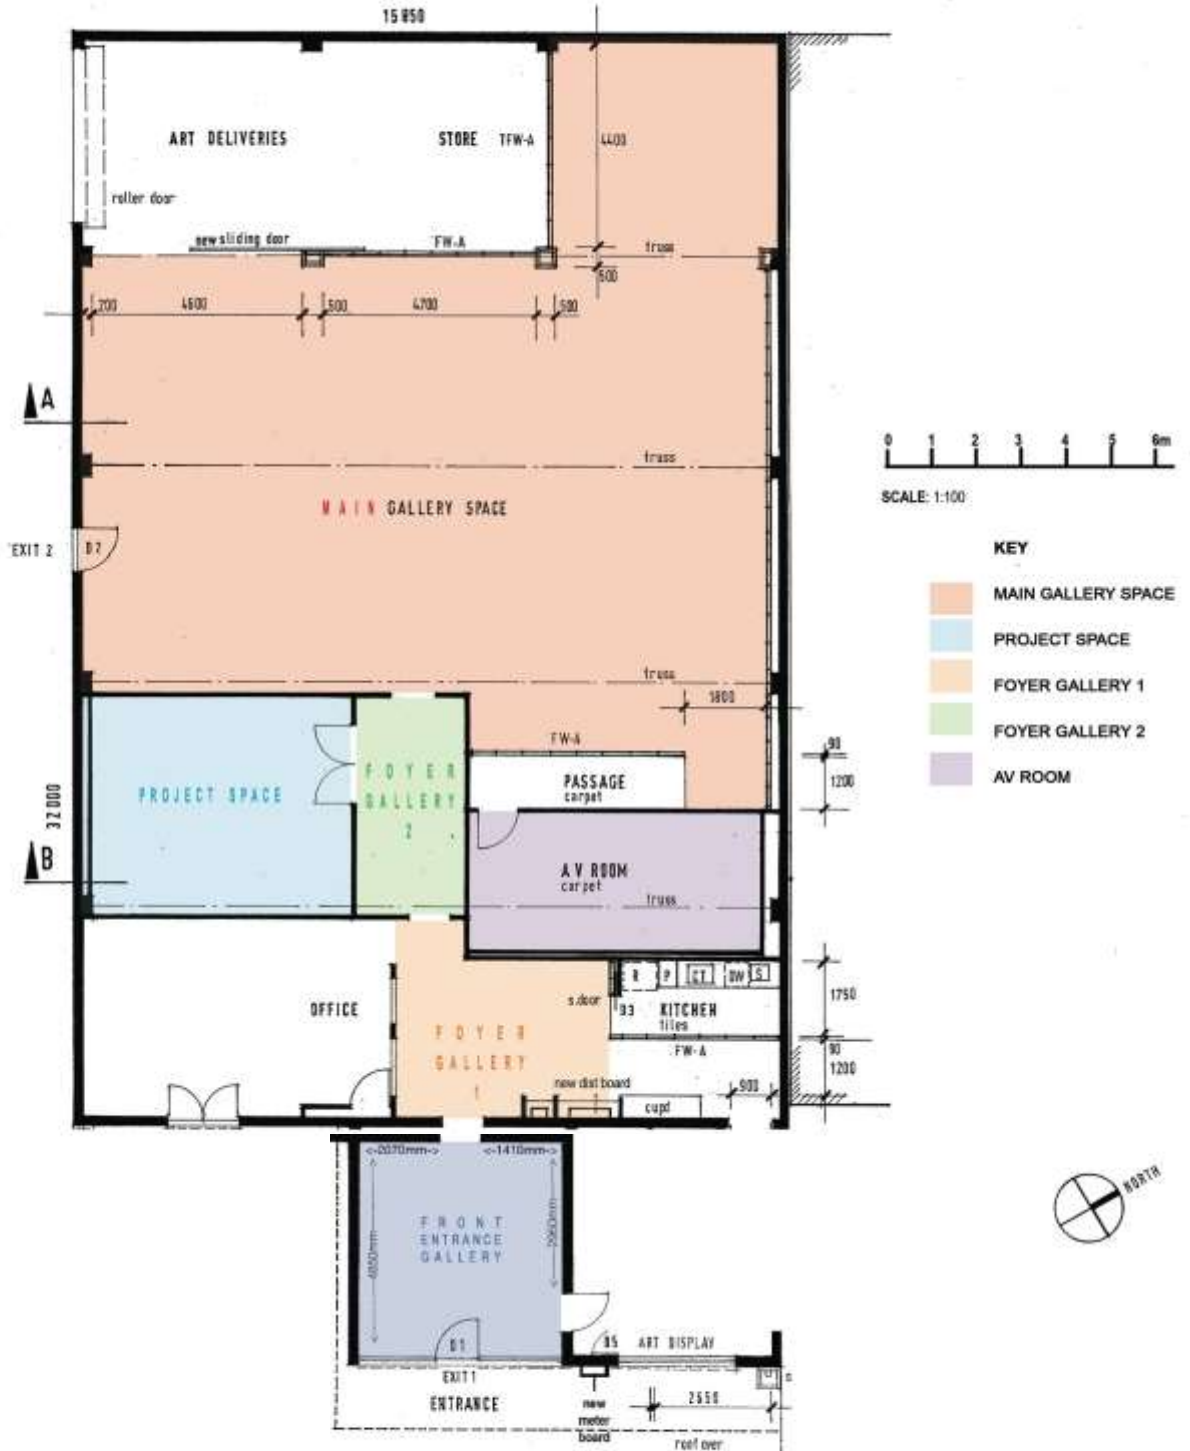 15 850
ART DELIVERIES
STORE TFW-A
4400
roller door
new sliding door
FW-A
truss
500
200
4600
500
4700
500
A
truss
0 1 2 3 4 5 6m
SCALE: 1:100
MAIN GALLERY SPACE
EXIT 2
D2
KEY
MAIN GALLERY SPACE
PROJECT SPACE
FOYER GALLERY 1
FOYER GALLERY 2
AV ROOM
truss
1800
FW-A
90
1200
PASSAGE
carpet
FOYER
GALLERY
2
PROJECT SPACE
32 000
B
AV ROOM
carpet
truss
OFFICE
s.door
R P CT DW S
D3 KITCHEN
tiles
1750
FOYER
GALLERY
1
FW-A
90
1200
new dist board
900
cupd
<-2070mm->
<-1410mm->
FRONT
ENTRANCE
GALLERY
D1
D5
ART DISPLAY
EXIT 1
ENTRANCE
new
meter
board
2650
roof over
NORTH